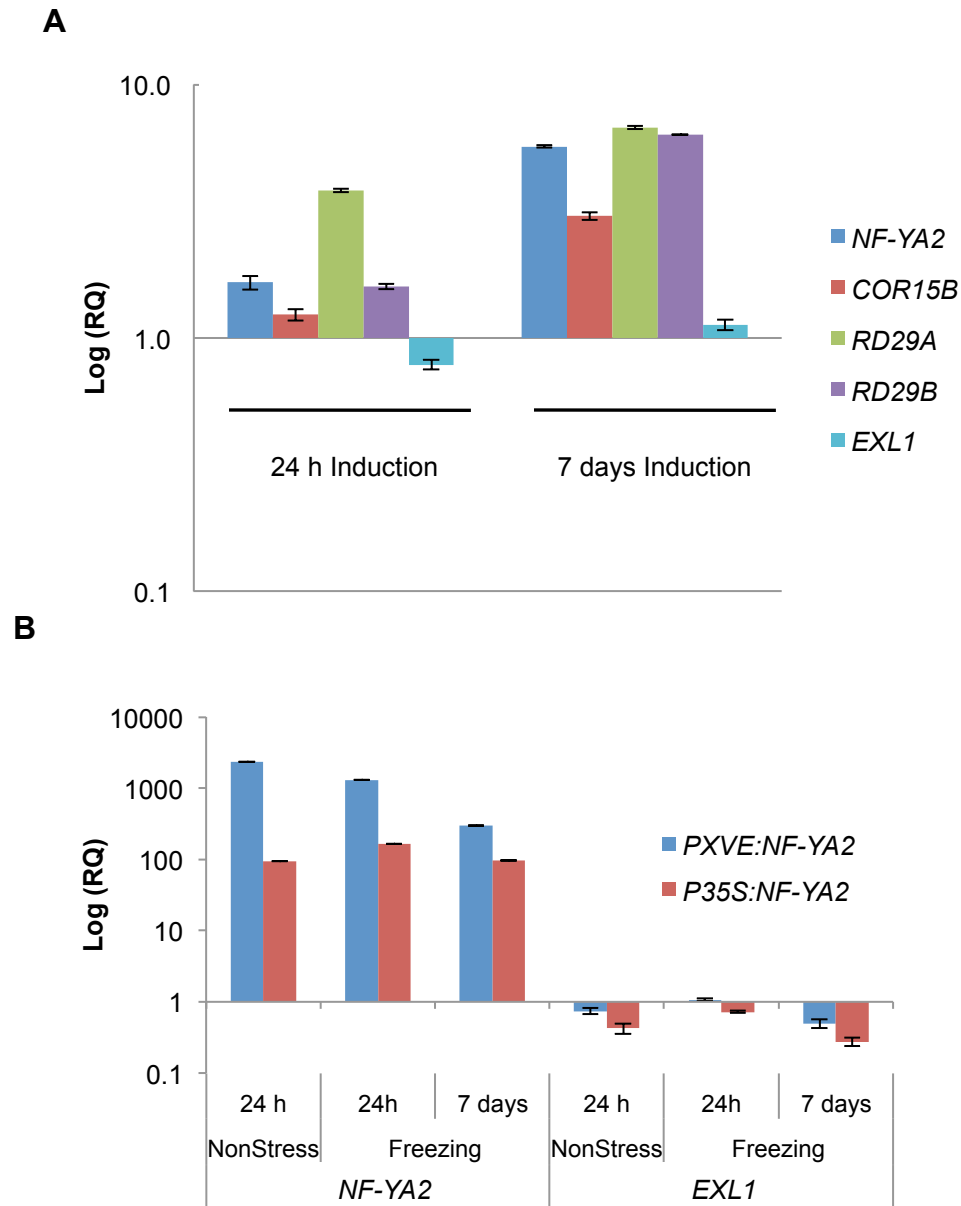 A
10.0
1.0
0.1
Log (RQ)
24 h Induction
7 days Induction
NF-YA2
COR15B
RD29A
RD29B
EXL1
B
10000
1000
100
10
1
0.1
Log (RQ)
PXVE:NF-YA2
P35S:NF-YA2
24 h 24h 7 days 24 h 24h 7 days
NonStress Freezing NonStress Freezing
NF-YA2 EXL1